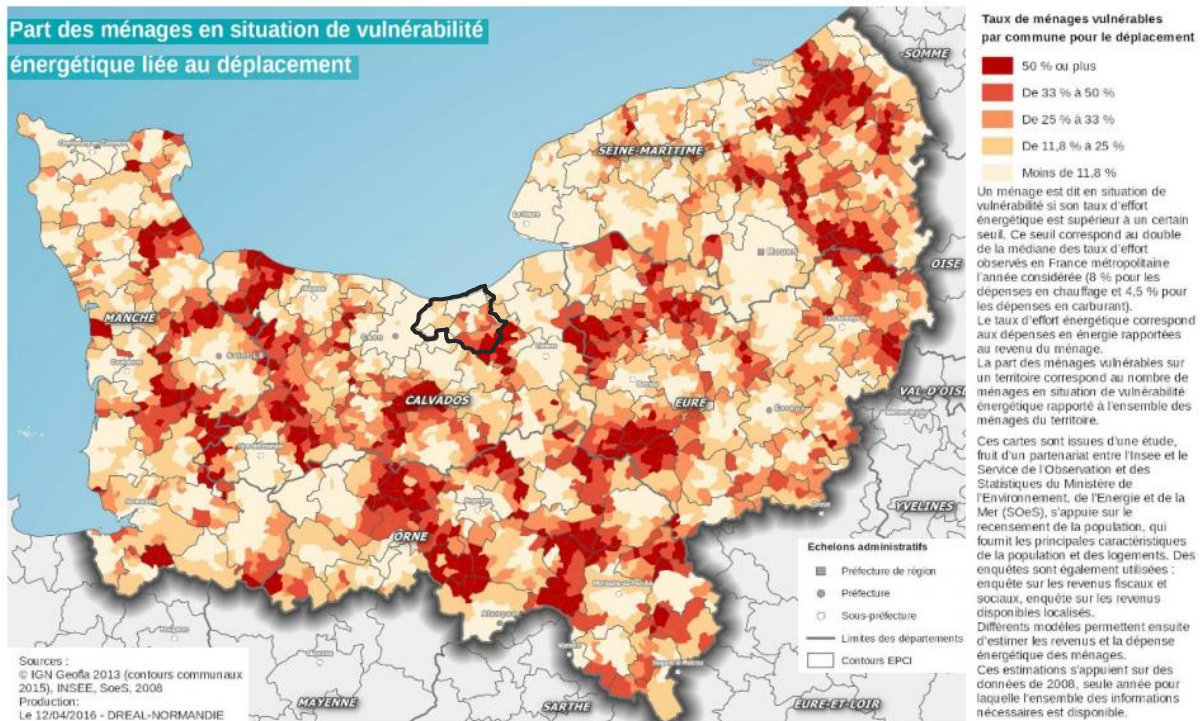 Part des ménages en situation de vulnérabilité
énergétique liée au déplacement
Taux de ménages vulnérables
par commune pour le déplacement
50 % ou plus
De 33 % à 50 %
De 25 % à 33 %
De 11,8 % à 25 %
Moins de 11,8 %
Un ménage est dit en situation de
vulnérabilité si son taux d'effort
énergétique est supérieur à un certain
seuil. Ce seuil correspond au double
de la médiane des taux d'effort
observés en France métropolitaine
l'année considérée (8 % pour les
dépenses en chauffage et 4,5 % pour
les dépenses en carburant).
Le taux d'effort énergétique correspond
aux dépenses en énergie rapportées
au revenu du ménage.
La part des ménages vulnérables sur
un territoire correspond au nombre de
ménages en situation de vulnérabilité
énergétique rapporté à l'ensemble des
ménages du territoire.
Ces cartes sont issues d'une étude,
fruit d'un partenariat entre l'Insee et le
Service de l'Observation et des
Statistiques du Ministère de
l'Environnement, de l'Energie et de la
Mer (SOeS), s'appuie sur le
recensement de la population, qui
fournit les principales caractéristiques
de la population et des logements. Des
enquêtes sont également utilisées :
enquête sur les revenus fiscaux et
sociaux, enquête sur les revenus
disponibles localisés.
Différents modèles permettent ensuite
d'estimer les revenus et la dépense
énergétique des ménages.
Ces estimations s'appuient sur des
données de 2008, seule année pour
laquelle l'ensemble des informations
nécessaires est disponible.
SOMME
SEINE-MARITIME
Le Havre
Rouen
OISE
MANCHE
Saint-Lô
Caen
CALVADOS
EURE
VAL-D'OISE
YVELINES
ORNE
Alençon
MAYENNE
SARTHE
EURE-ET-LOIR
Echelons administratifs
Préfecture de région
Préfecture
Sous-préfecture
Limites des départements
Contours EPCI
Sources :
© IGN Geofla 2013 (contours communaux
2015), INSEE, SoeS, 2008
Production:
Le 12/04/2016 - DREAL-NORMANDIE